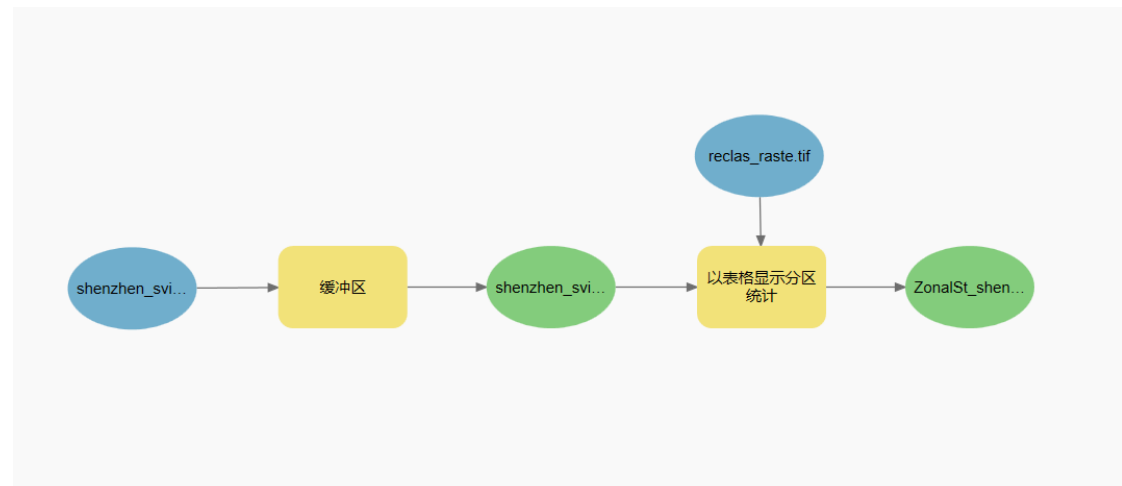 reclas_raste.tif
shenzhen_svi...
缓冲区
shenzhen_svi...
以表格显示分区
统计
ZonalSt_shen...